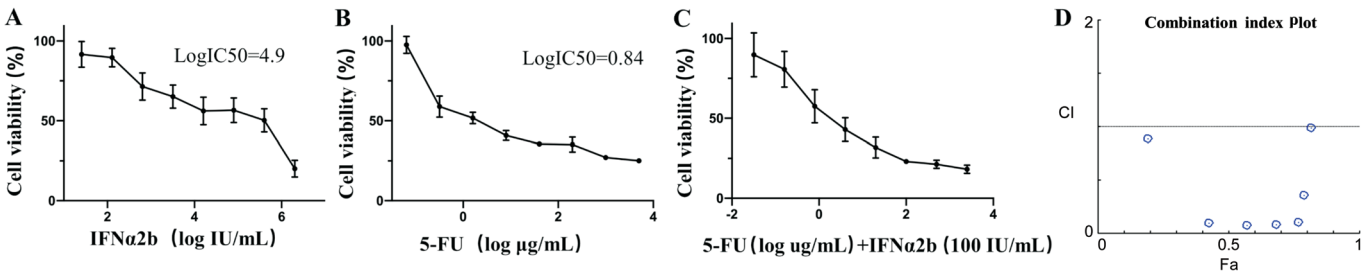 A
Cell viability (%)
100
50
0
LogIC50=4.9
2
4
6
IFNα2b (log IU/mL)
B
Cell viability (%)
100
50
0
LogIC50=0.84
0
2
4
5-FU (log μg/mL)
C
Cell viability (%)
100
50
0
-2
0
2
4
5-FU(log ug/mL)+IFNα2b (100 IU/mL)
D
Combination index Plot
2
CI
0
0
0.5
1
Fa